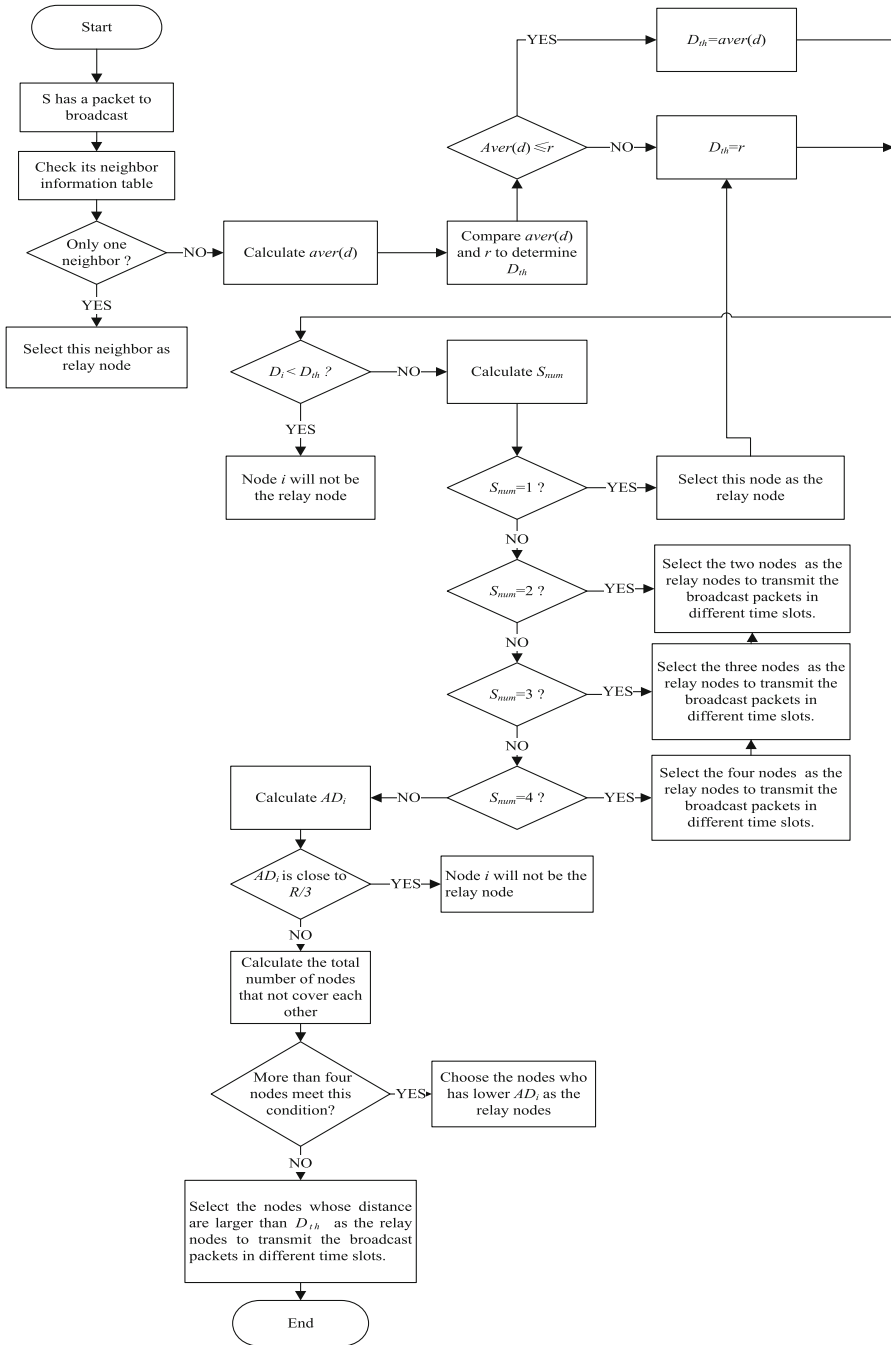 Start
S has a packet to
broadcast
Check its neighbor
information table
Only one
neighbor ?
NO
YES
Select this neighbor as
relay node
Calculate aver(d)
Compare aver(d)
and r to determine
Dth
Aver(d) ≤r
YES
NO
Dth=aver(d)
Dth=r
Di < Dth ?
NO
YES
Node i will not be
the relay node
Calculate Snum
Snum=1 ?
YES
Select this node as the
relay node
NO
Snum=2 ?
YES
Select the two nodes as the
relay nodes to transmit the
broadcast packets in
different time slots.
NO
Snum=3 ?
YES
Select the three nodes as the
relay nodes to transmit the
broadcast packets in
different time slots.
NO
Snum=4 ?
YES
Select the four nodes as the
relay nodes to transmit the
broadcast packets in
different time slots.
NO
Calculate ADi
ADi is close to
R/3
YES
Node i will not be the
relay node
NO
Calculate the total
number of nodes
that not cover each
other
More than four
nodes meet this
condition?
YES
Choose the nodes who
has lower ADi as the
relay nodes
NO
Select the nodes whose distance
are larger than Dth as the relay
nodes to transmit the broadcast
packets in different time slots.
End